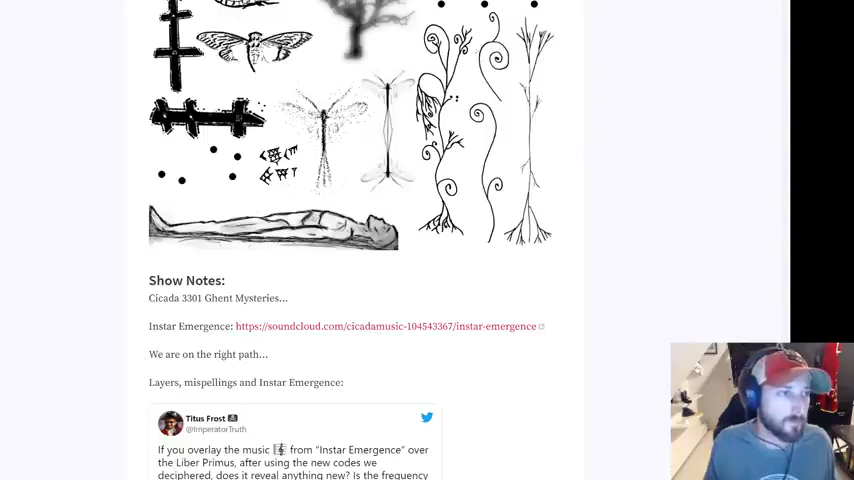 Show Notes:
Cicada 3301 Ghent Mysteries...
Instar Emergence: https://soundcloud.com/cicadamusic-104543367/instar-emergence
We are on the right path...
Layers, mispellings and Instar Emergence:
Titus Frost
@ImperatorTruth
If you overlay the music 🎼 from "Instar Emergence" over
the Liber Primus, after using the new codes we
deciphered, does it reveal anything new? Is the frequency